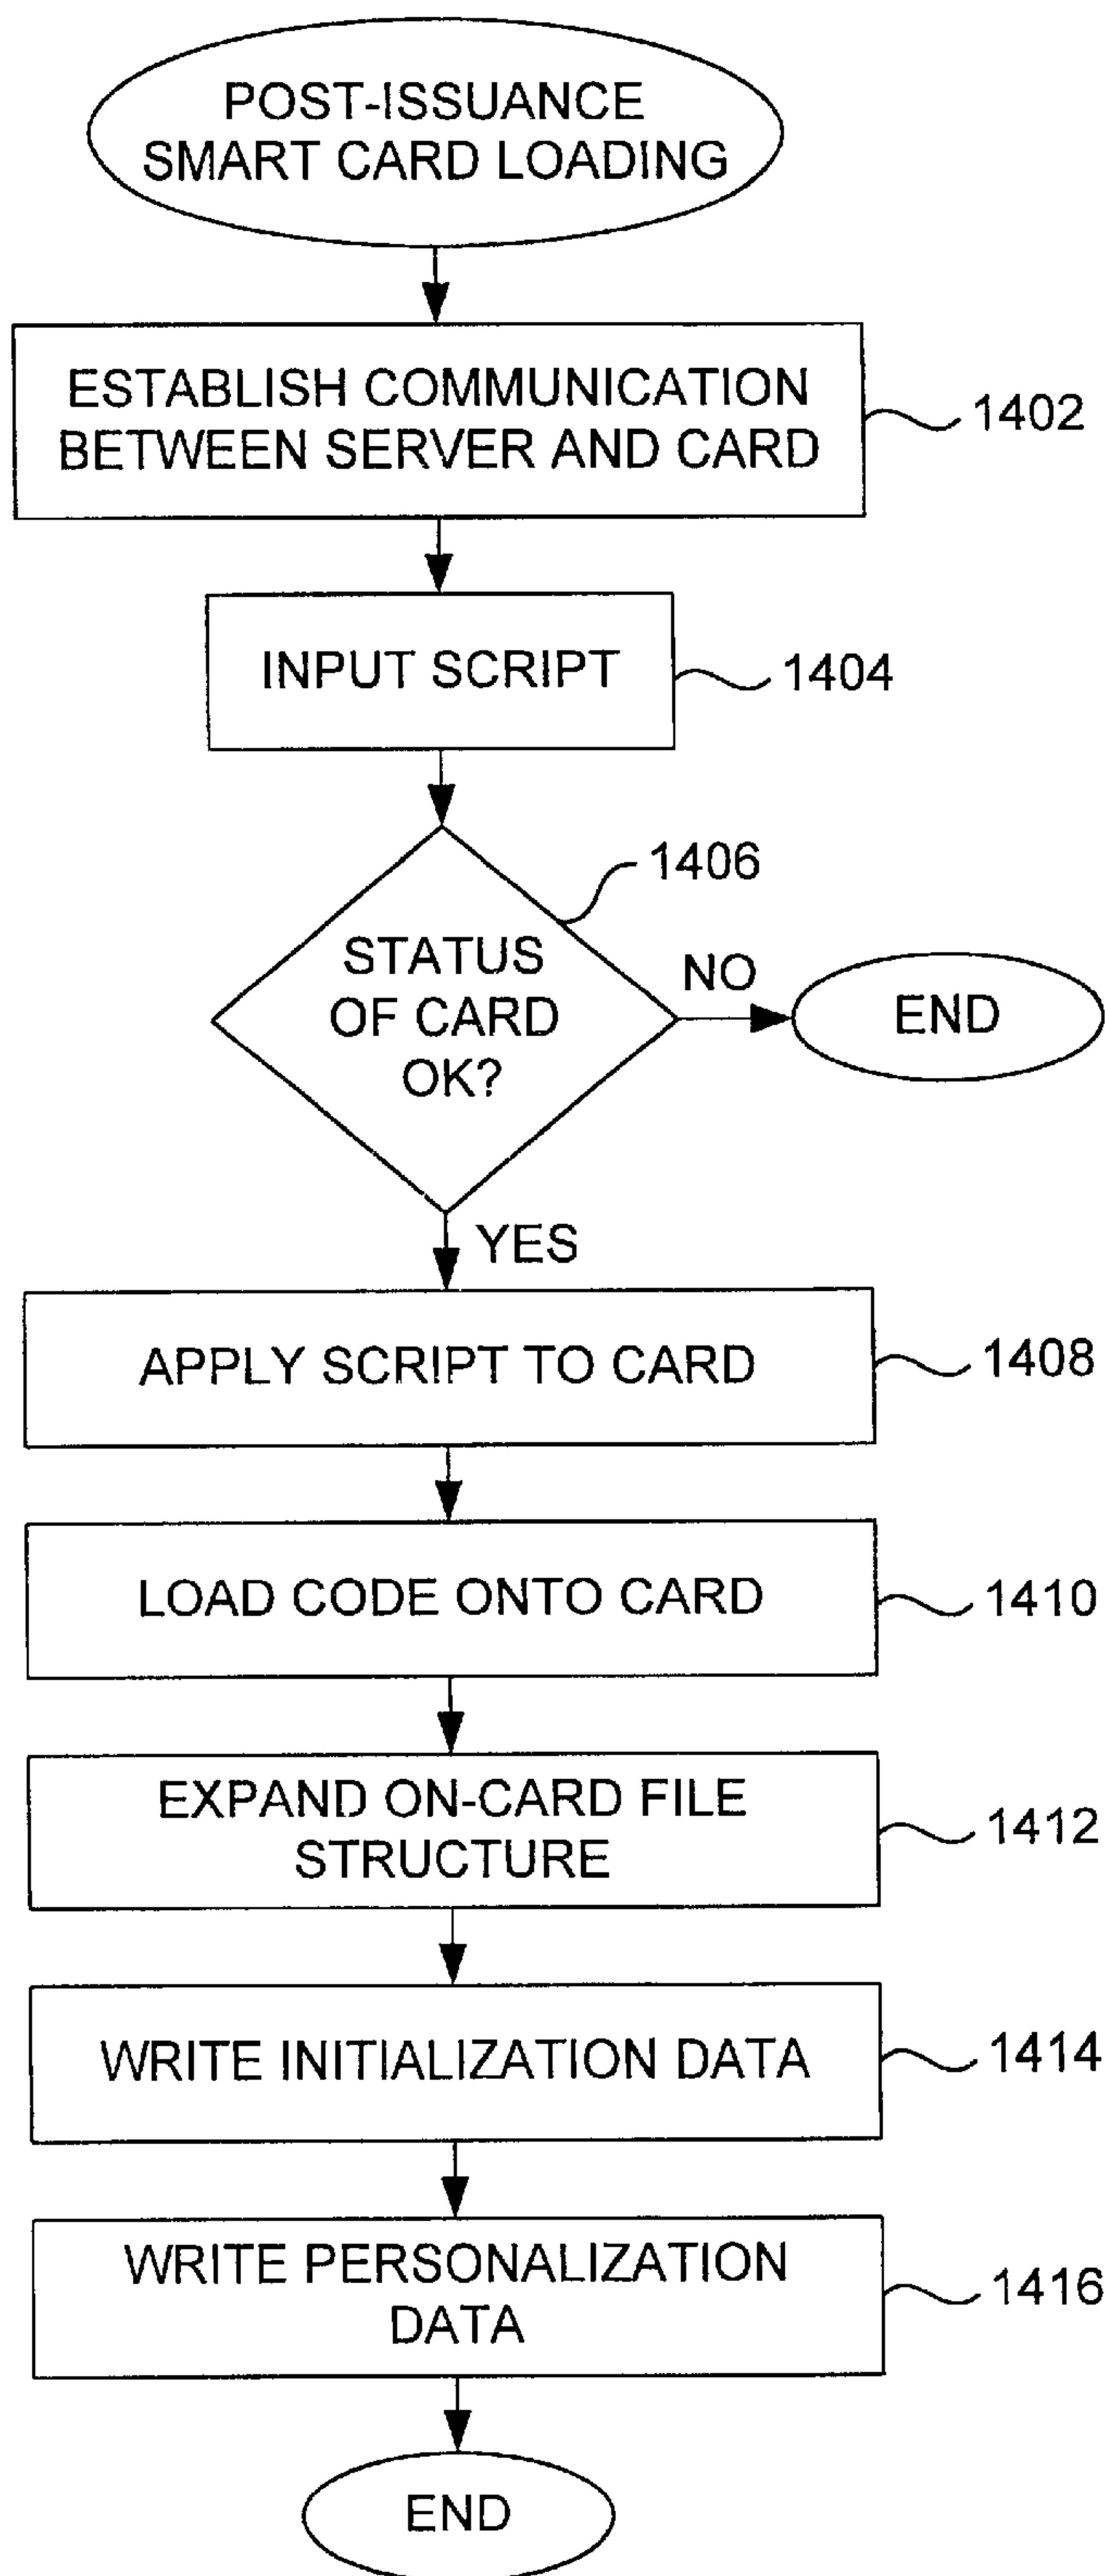 POST-ISSUANCE
SMART CARD LOADING
ESTABLISH COMMUNICATION
BETWEEN SERVER AND CARD
1402
INPUT SCRIPT
1404
1406
STATUS
OF CARD
OK?
NO
END
YES
APPLY SCRIPT TO CARD
1408
LOAD CODE ONTO CARD
1410
EXPAND ON-CARD FILE
STRUCTURE
1412
WRITE INITIALIZATION DATA
1414
WRITE PERSONALIZATION
DATA
1416
END